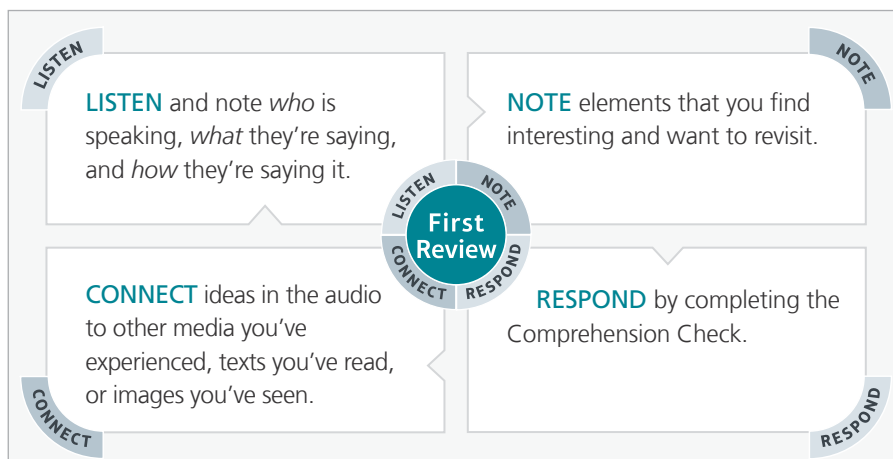 LISTEN
LISTEN and note who is
speaking, what they're saying,
and how they're saying it.
NOTE
NOTE elements that you find
interesting and want to revisit.
LISTEN
NOTE
First
Review
CONNECT
RESPOND
CONNECT ideas in the audio
to other media you've
experienced, texts you've read,
or images you've seen.
CONNECT
RESPOND by completing the
Comprehension Check.
RESPOND